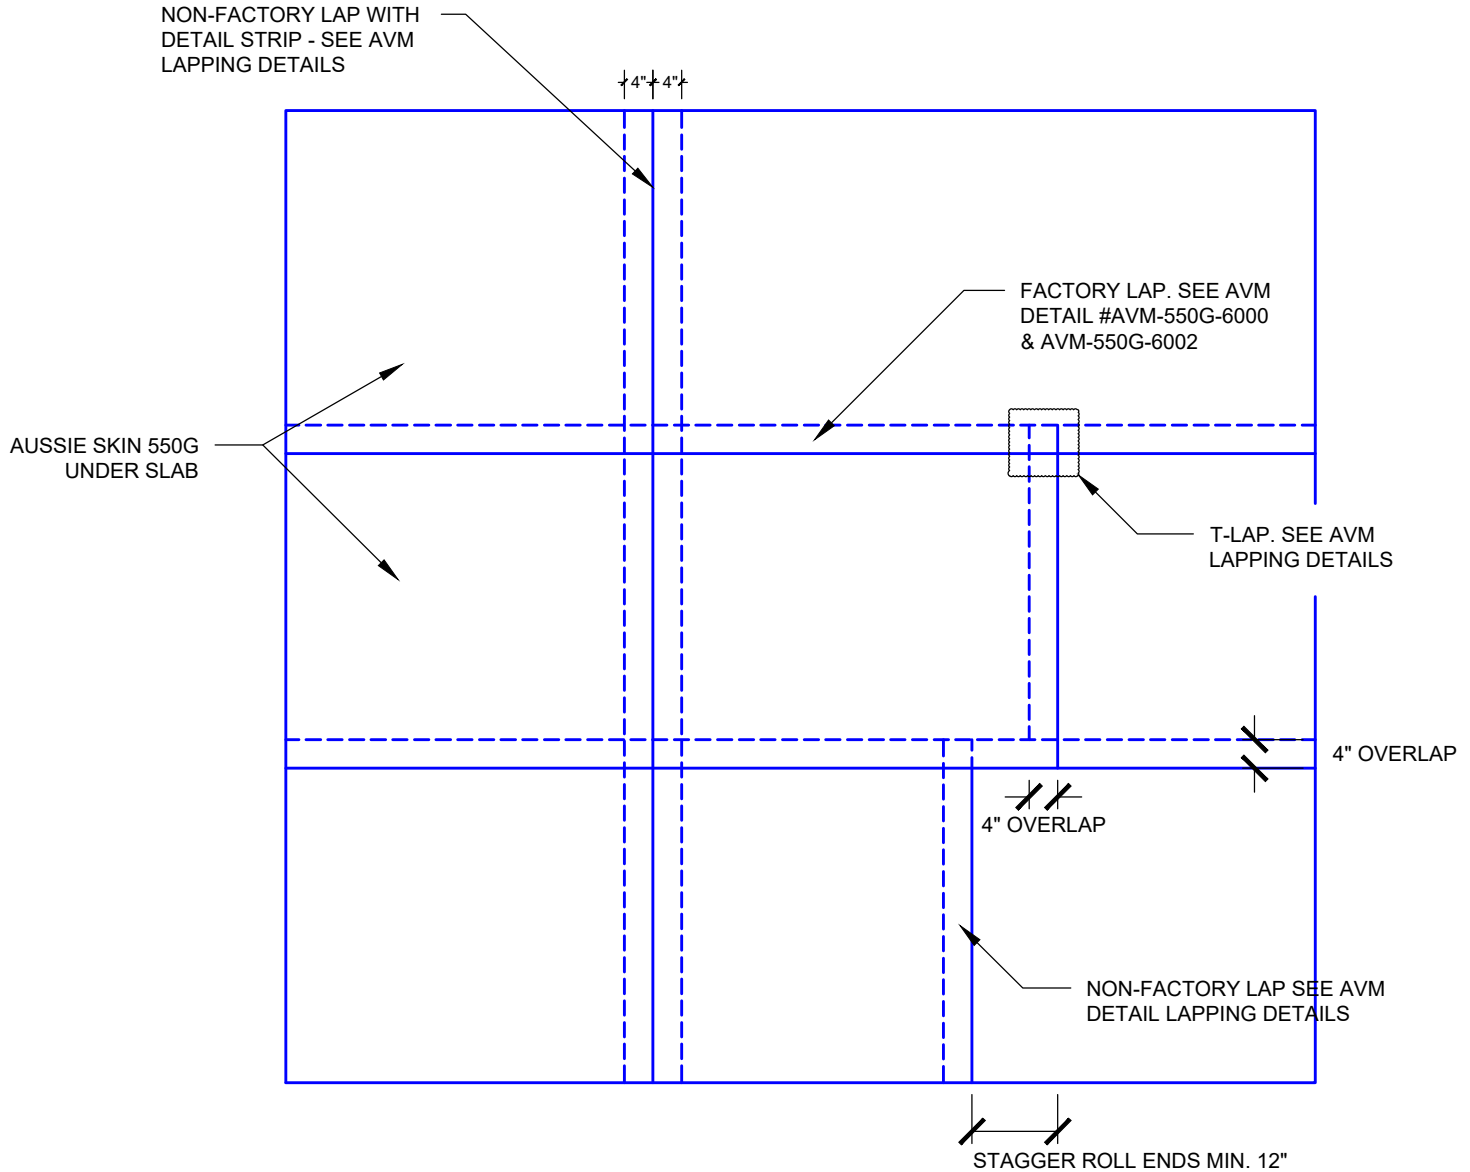 NON-FACTORY LAP WITH
DETAIL STRIP - SEE AVM
LAPPING DETAILS
4" 4"
FACTORY LAP. SEE AVM
DETAIL #AVM-550G-6000
& AVM-550G-6002
AUSSIE SKIN 550G
UNDER SLAB
T-LAP. SEE AVM
LAPPING DETAILS
4" OVERLAP
4" OVERLAP
NON-FACTORY LAP SEE AVM
DETAIL LAPPING DETAILS
STAGGER ROLL ENDS MIN. 12"